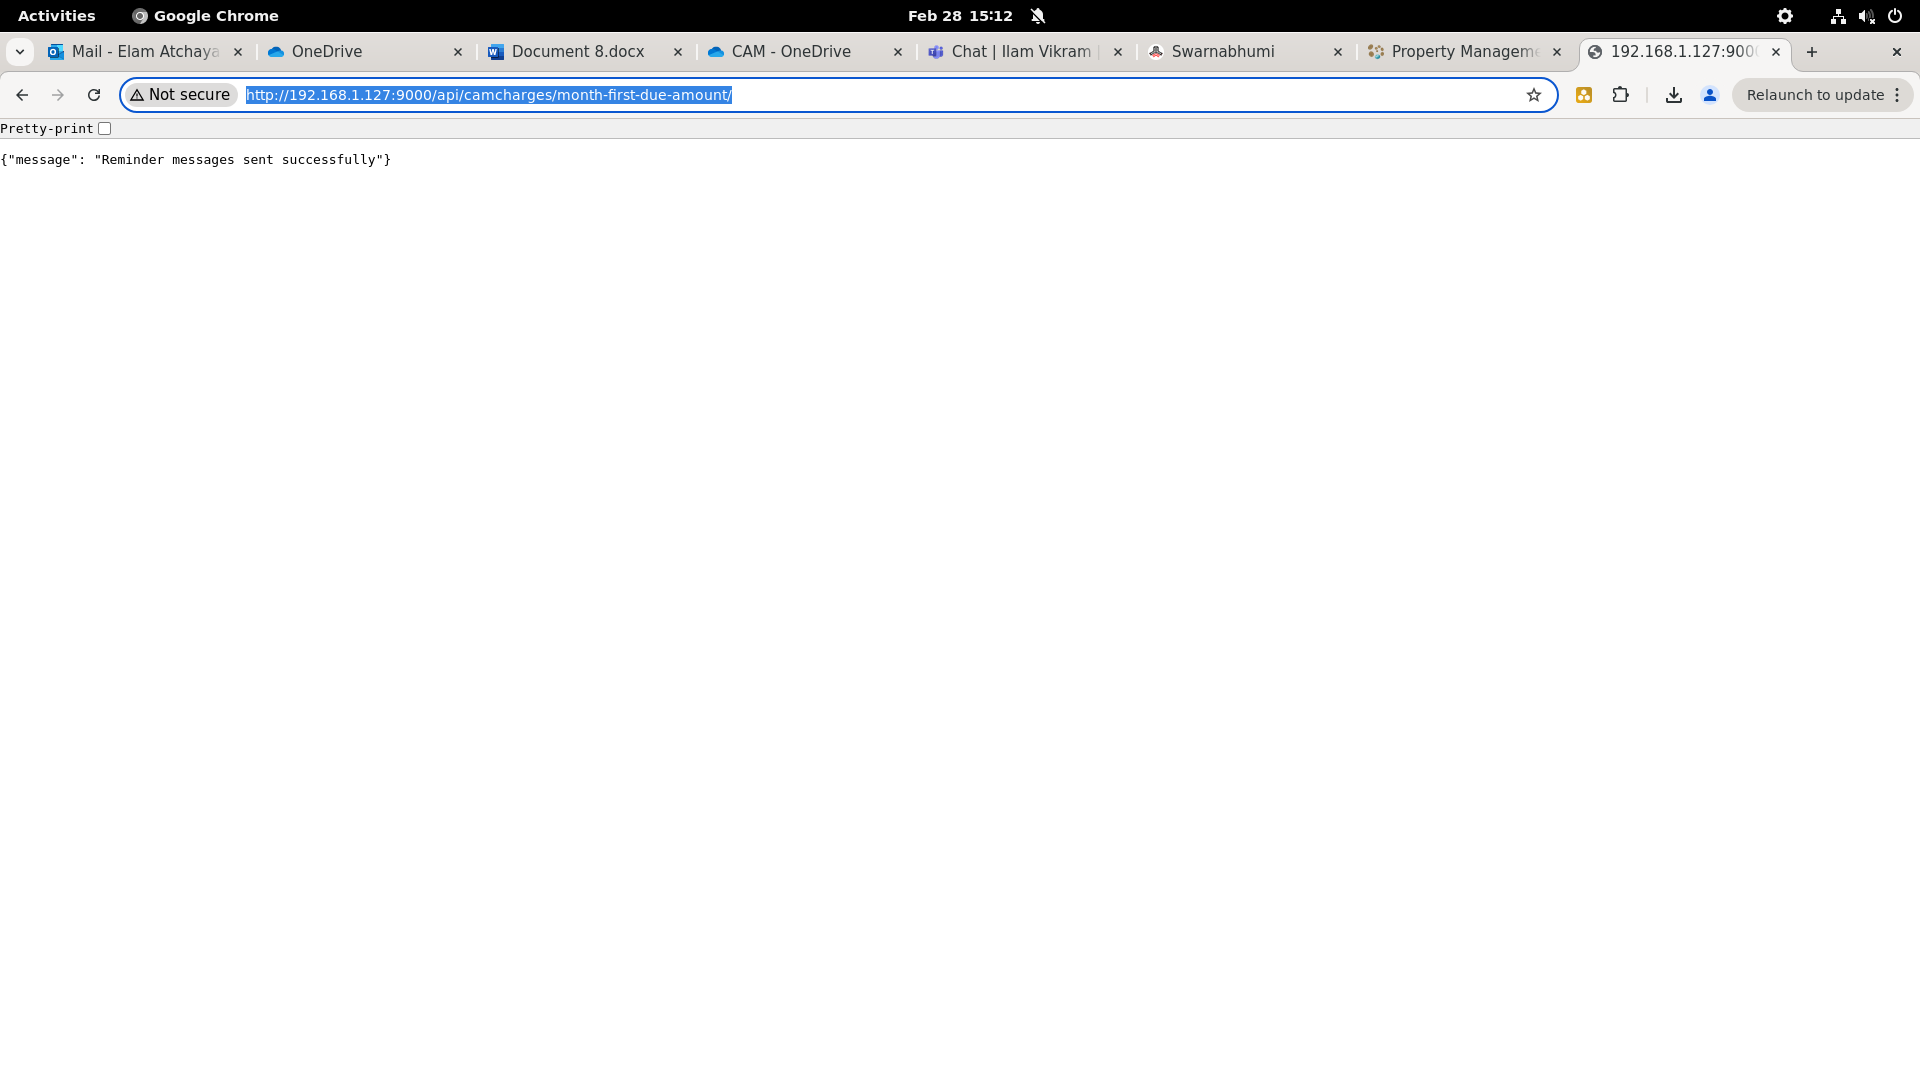 Activities Google Chrome Feb 28 15:12
Mail - Elam Atchaya OneDrive Document 8.docx CAM - OneDrive Chat | Ilam Vikram | Swarnabhumi Property Managem 192.168.1.127:900
Not secure http://192.168.1.127:9000/api/camcharges/month-first-due-amount/ Relaunch to update
Pretty-print
{"message": "Reminder messages sent successfully"}